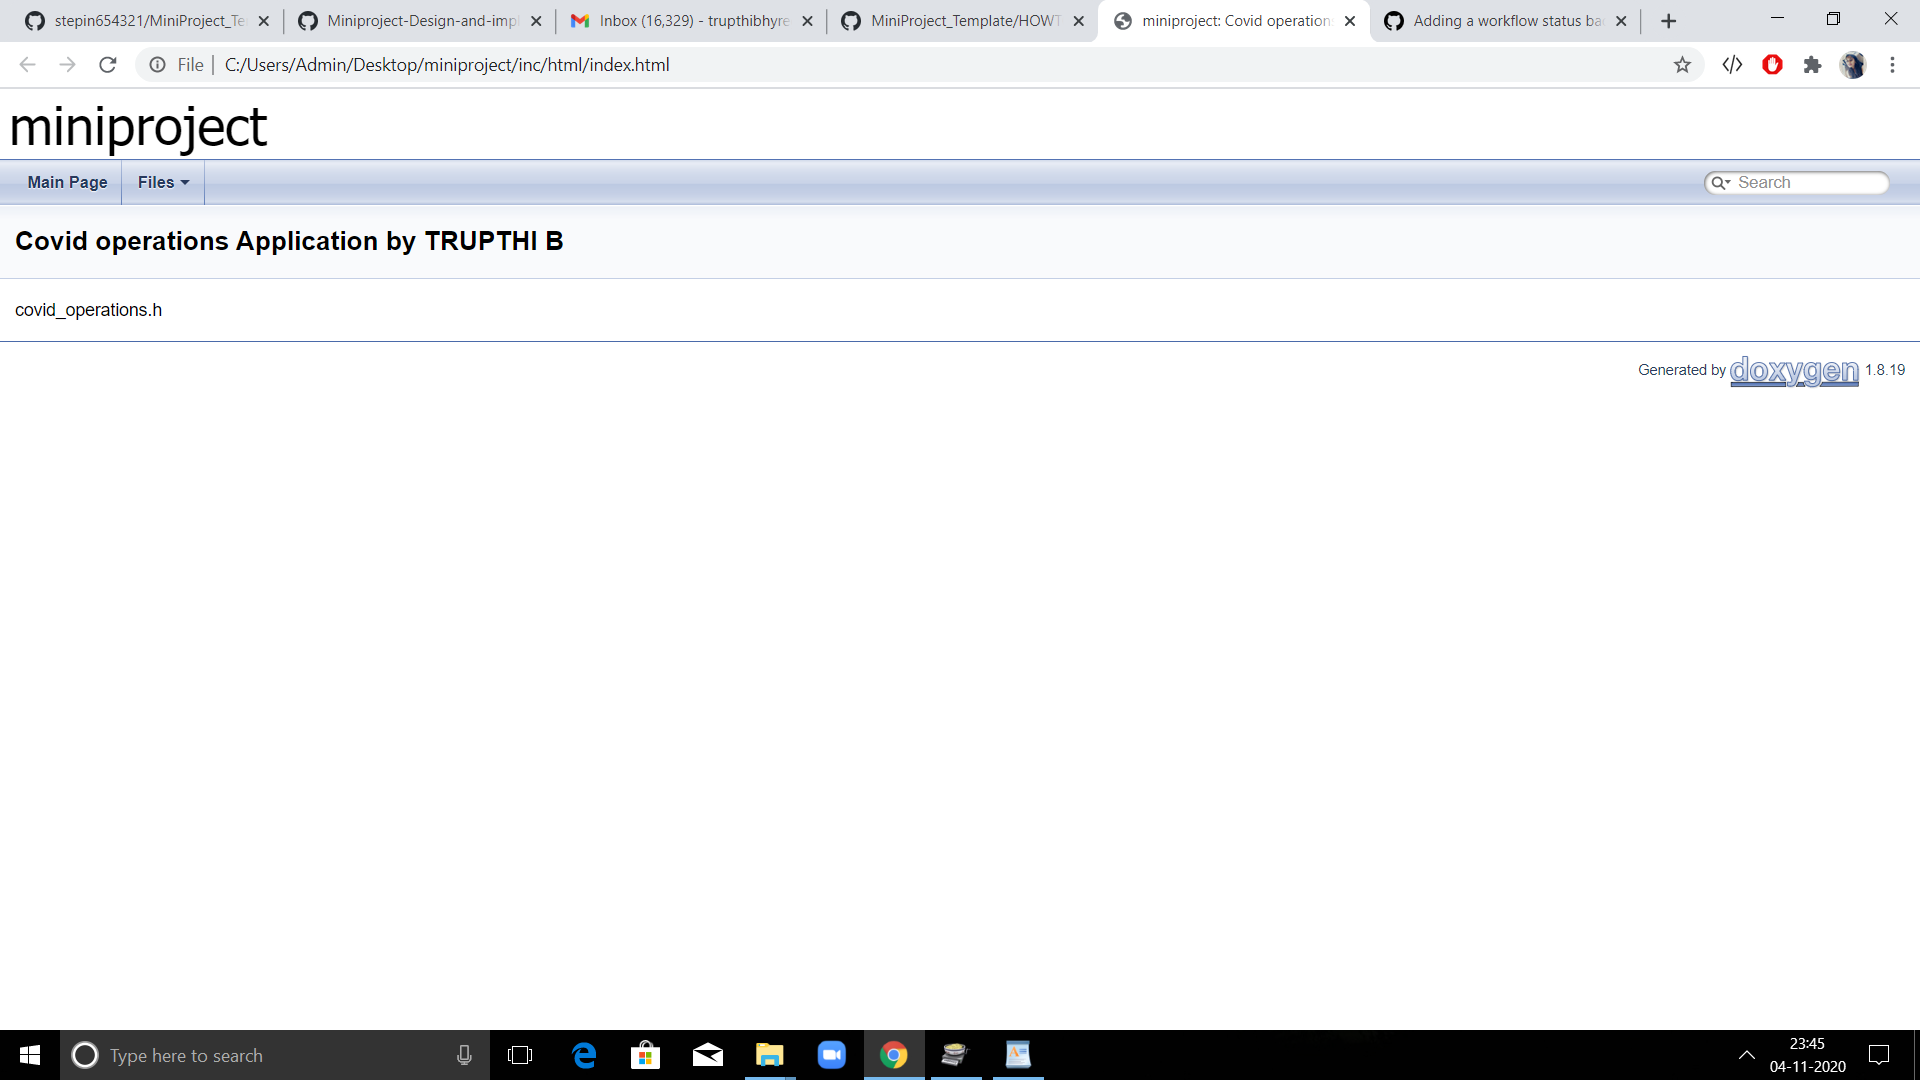 stepin654321/MiniProject_Te
Miniproject-Design-and-impl
Inbox (16,329) - trupthibhyre
MiniProject_Template/HOWT
miniproject: Covid operation
Adding a workflow status ba
File
C:/Users/Admin/Desktop/miniproject/inc/html/index.html
miniproject
Main Page
Files
Search
Covid operations Application by TRUPTHI B
covid_operations.h
Generated by doxygen 1.8.19
Type here to search
23:45
04-11-2020